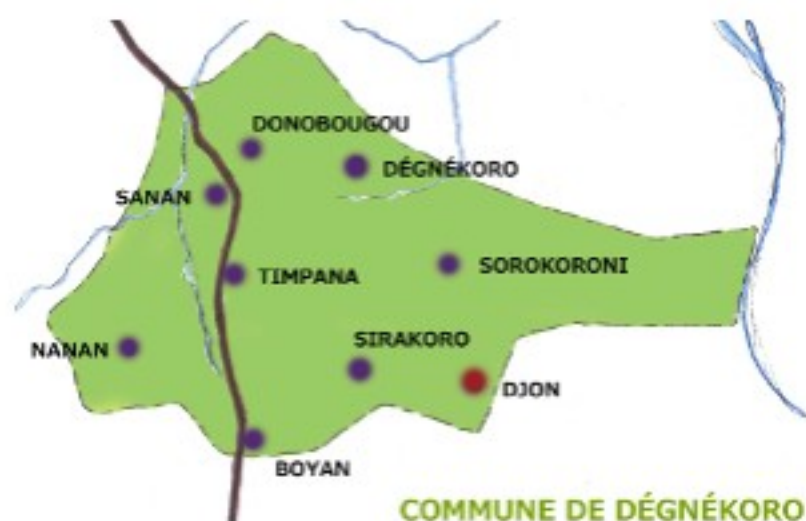 DONOBOUGOU
DÉGNÉKORO
SANAN
SOROKORONI
TIMPANA
SIRAKORO
NANAN
DJON
BOYAN
COMMUNE DE DÉGNÉKORO